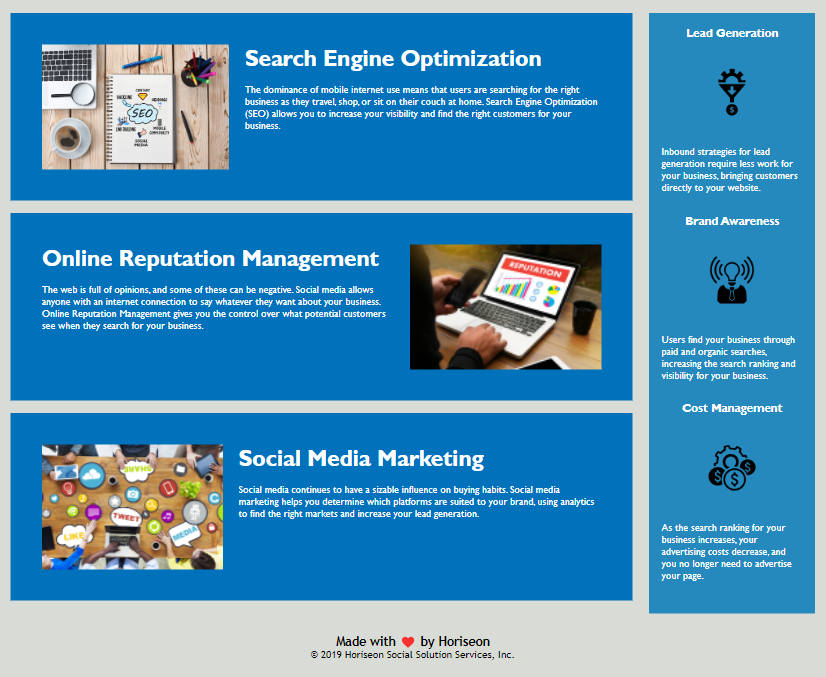 Search Engine Optimization
The dominance of mobile internet use means that users are searching for the right
business as they travel, shop, or sit on their couch at home. Search Engine Optimization
(SEO) allows you to increase your visibility and find the right customers for your
business.
SEO
SOCIAL
MEDIA
Online Reputation Management
The web is full of opinions, and some of these can be negative. Social media allows
anyone with an internet connection to say whatever they want about your business.
Online Reputation Management gives you the control over what potential customers
see when they search for your business.
REPUTATION
Social Media Marketing
Social media continues to have a sizable influence on buying habits. Social media
marketing helps you determine which platforms are suited to your brand, using analytics
to find the right markets and increase your lead generation.
SHARE
TWEET
LIKE
MEDIA
Lead Generation
Inbound strategies for lead
generation require less work for
your business, bringing customers
directly to your website.
Brand Awareness
Users find your business through
paid and organic searches,
increasing the search ranking and
visibility for your business.
Cost Management
As the search ranking for your
business increases, your
advertising costs decrease, and
you no longer need to advertise
your page.
Made with ❤️ by Horiseon
© 2019 Horiseon Social Solution Services, Inc.